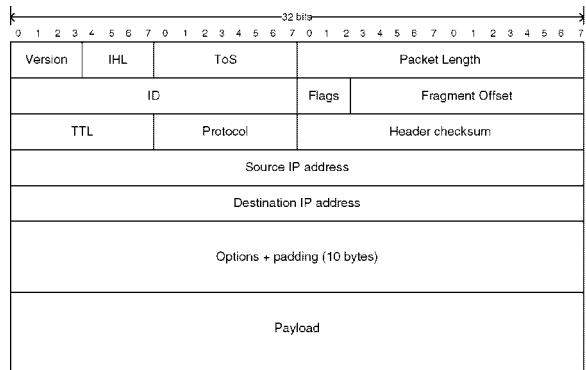 32 bits
0 1 2 3 4 5 6 7 0 1 2 3 4 5 6 7 0 1 2 3 4 5 6 7 0 1 2 3 4 5 6 7
Version IHL ToS Packet Length
ID Flags Fragment Offset
TTL Protocol Header checksum
Source IP address
Destination IP address
Options + padding (10 bytes)
Payload